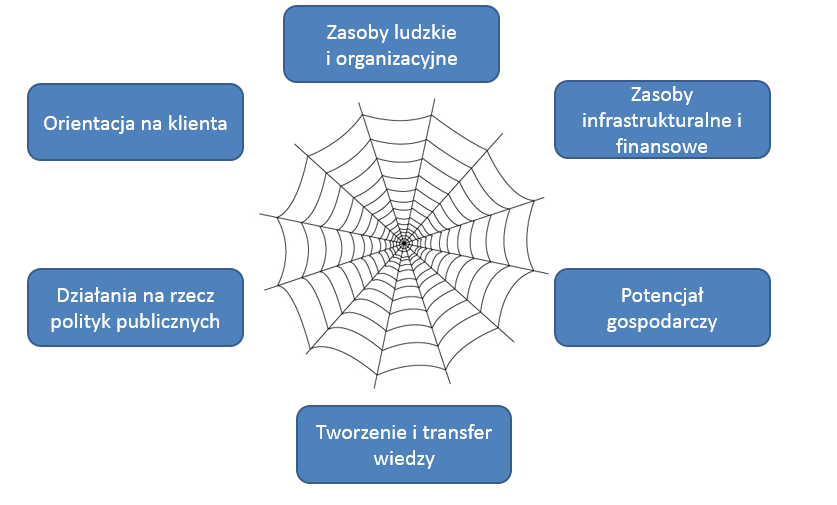 Zasoby ludzkie
i organizacyjne
Orientacja na klienta
Zasoby
infrastrukturalne i
finansowe
Działania na rzecz
polityk publicznych
Potencjał
gospodarczy
Tworzenie i transfer
wiedzy